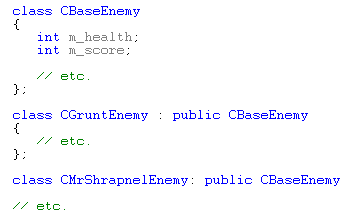 class CBaseEnemy
{
int m_health;
int m_score;
// etc.
};
class CGruntEnemy : public CBaseEnemy
{
// etc.
};
class CMrShrapnelEnemy: public CBaseEnemy
// etc.